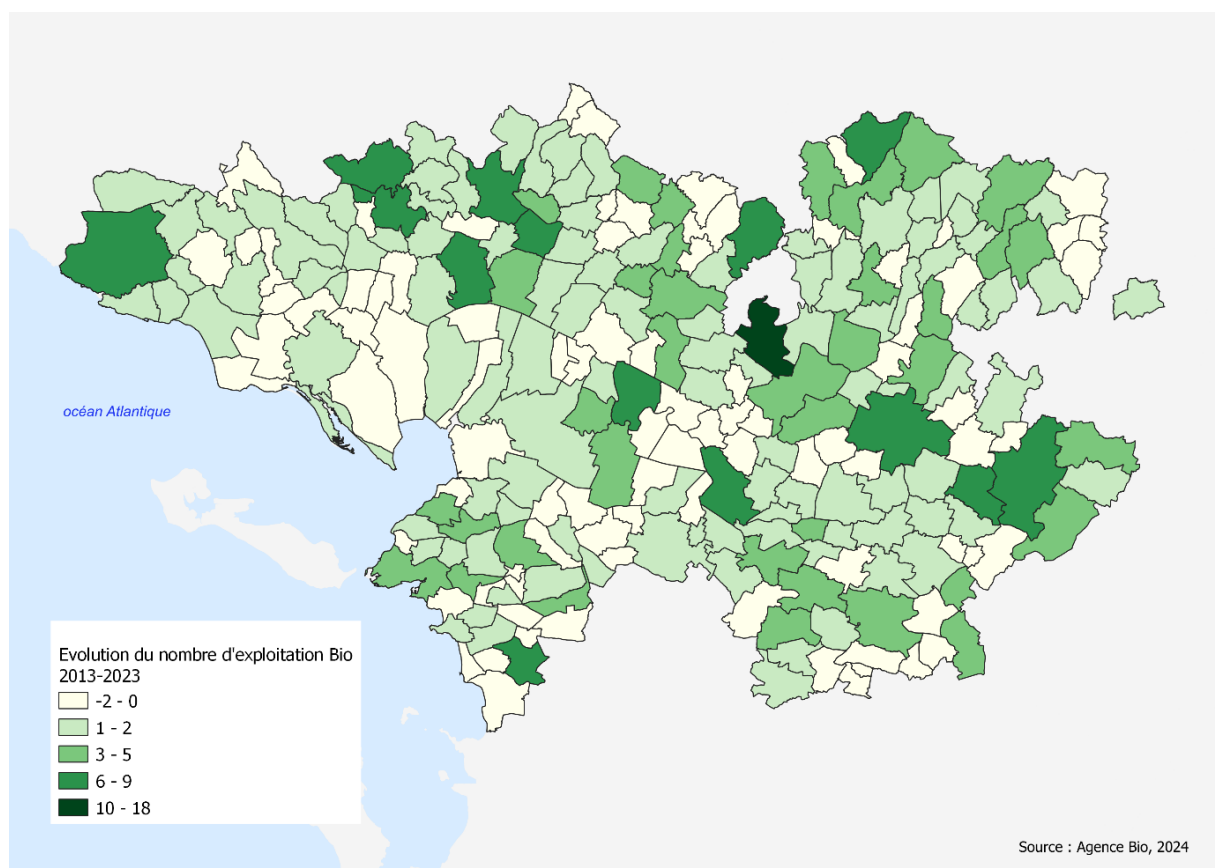 océan Atlantique
Evolution du nombre d'exploitation Bio
2013-2023
-2 - 0
1 - 2
3 - 5
6 - 9
10 - 18
Source : Agence Bio, 2024